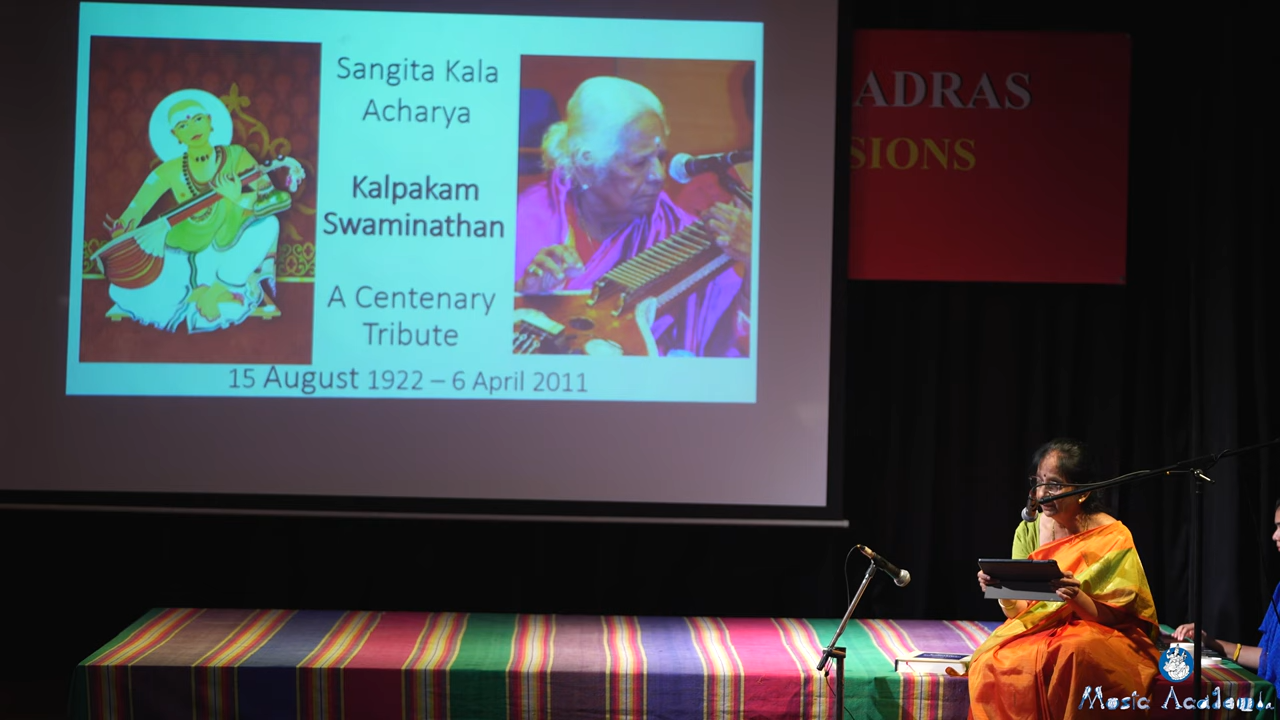 Sangita Kala
Acharya
Kalpakam
Swaminathan
A Centenary
Tribute
15 August 1922 – 6 April 2011
ADRAS
SIONS
Music Academy